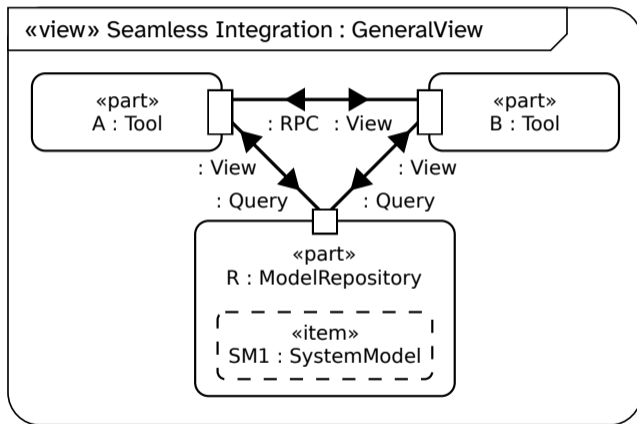 «view» Seamless Integration : GeneralView
«part»
A : Tool
«part»
B : Tool
: RPC
: View
: View
: View
: Query
: Query
«part»
R : ModelRepository
«item»
SM1 : SystemModel